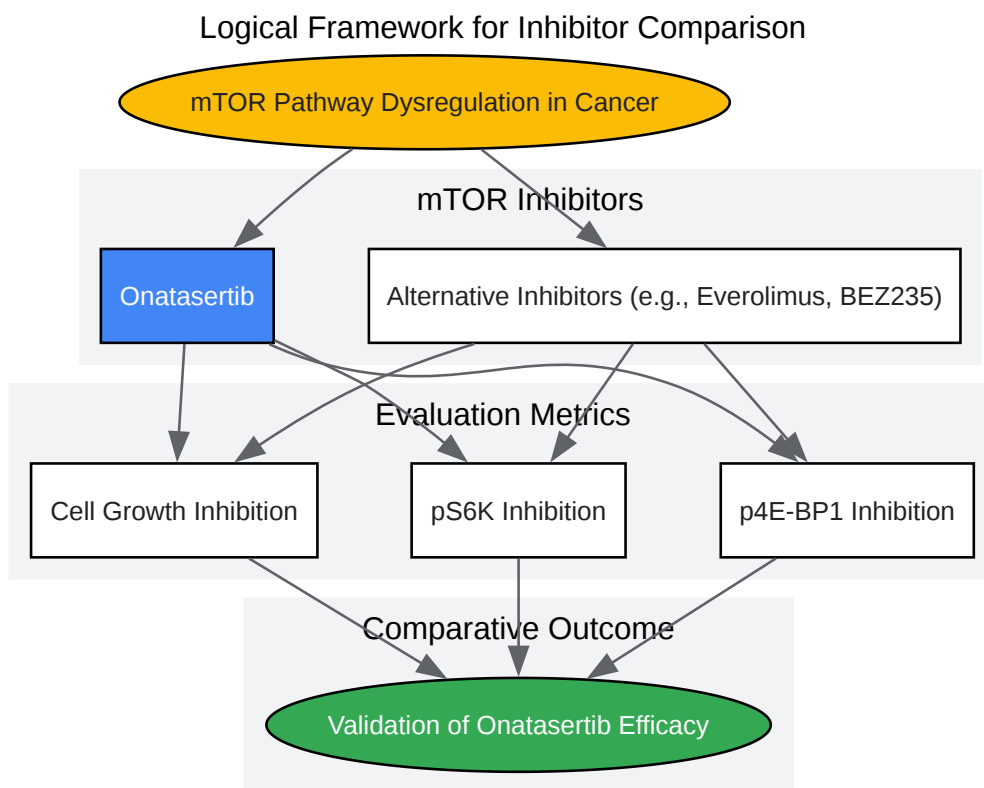 Logical Framework for Inhibitor Comparison
mTOR Pathway Dysregulation in Cancer
mTOR Inhibitors
Onatasertib
Alternative Inhibitors (e.g., Everolimus, BEZ235)
Evaluation Metrics
Cell Growth Inhibition
pS6K Inhibition
p4E-BP1 Inhibition
Comparative Outcome
Validation of Onatasertib Efficacy